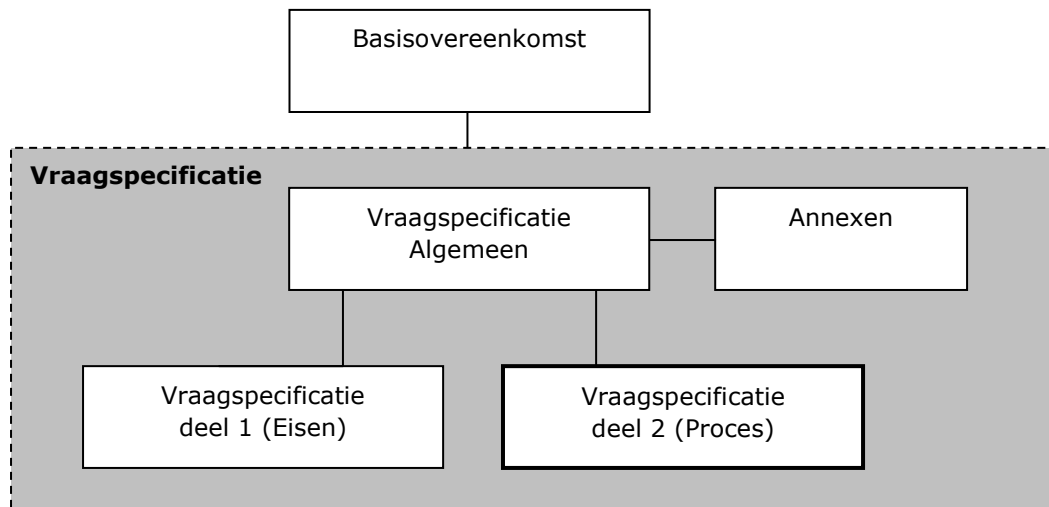 Basisovereenkomst
Vraagspecificatie
Vraagspecificatie
Algemeen
Annexen
Vraagspecificatie
deel 1 (Eisen)
Vraagspecificatie
deel 2 (Proces)